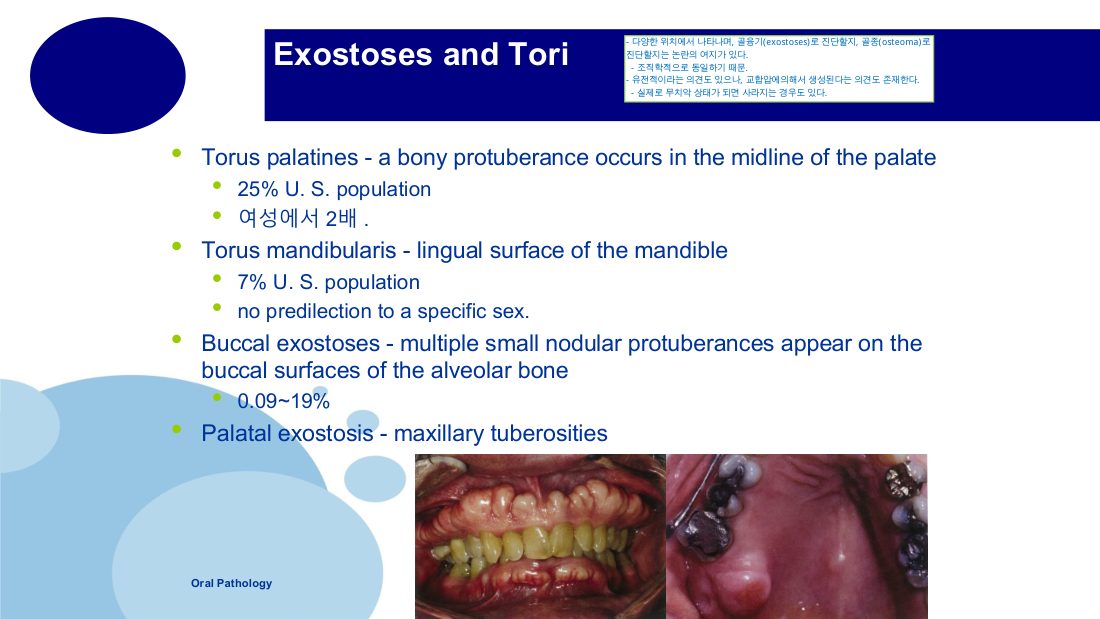 Exostoses and Tori
- 다양한 위치에서 나타나며, 골융기(exostoses)로 진단할지, 골종(osteoma)로
진단할지는 논란의 여지가 있다.
- 조직학적으로 동일하기 때문.
- 유전적이라는 의견도 있으나, 교합압에의해서 생성된다는 의견도 존재한다.
- 실제로 무치악 상태가 되면 사라지는 경우도 있다.
• Torus palatines - a bony protuberance occurs in the midline of the palate
• 25% U. S. population
• 여성에서 2배 .
• Torus mandibularis - lingual surface of the mandible
• 7% U. S. population
• no predilection to a specific sex.
• Buccal exostoses - multiple small nodular protuberances appear on the
buccal surfaces of the alveolar bone
• 0.09~19%
• Palatal exostosis - maxillary tuberosities
Oral Pathology